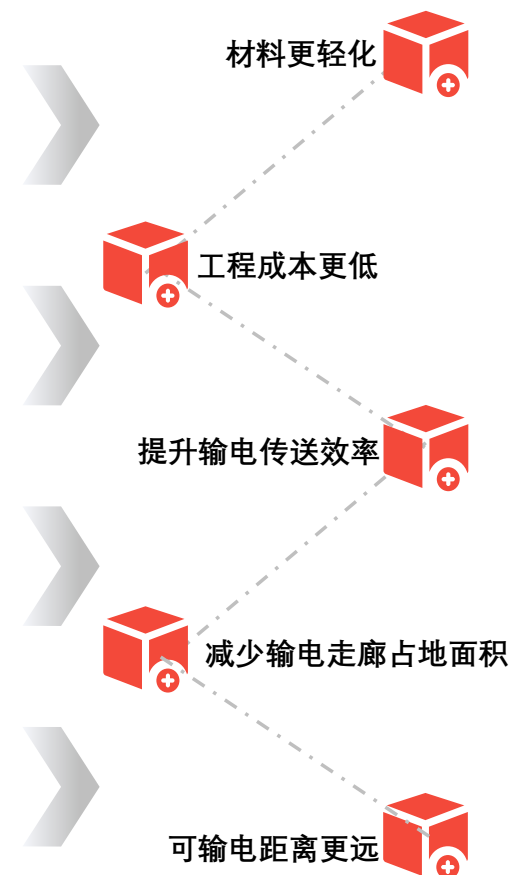 材料更轻化
工程成本更低
提升输电传送效率
减少输电走廊占地面积
可输电距离更远